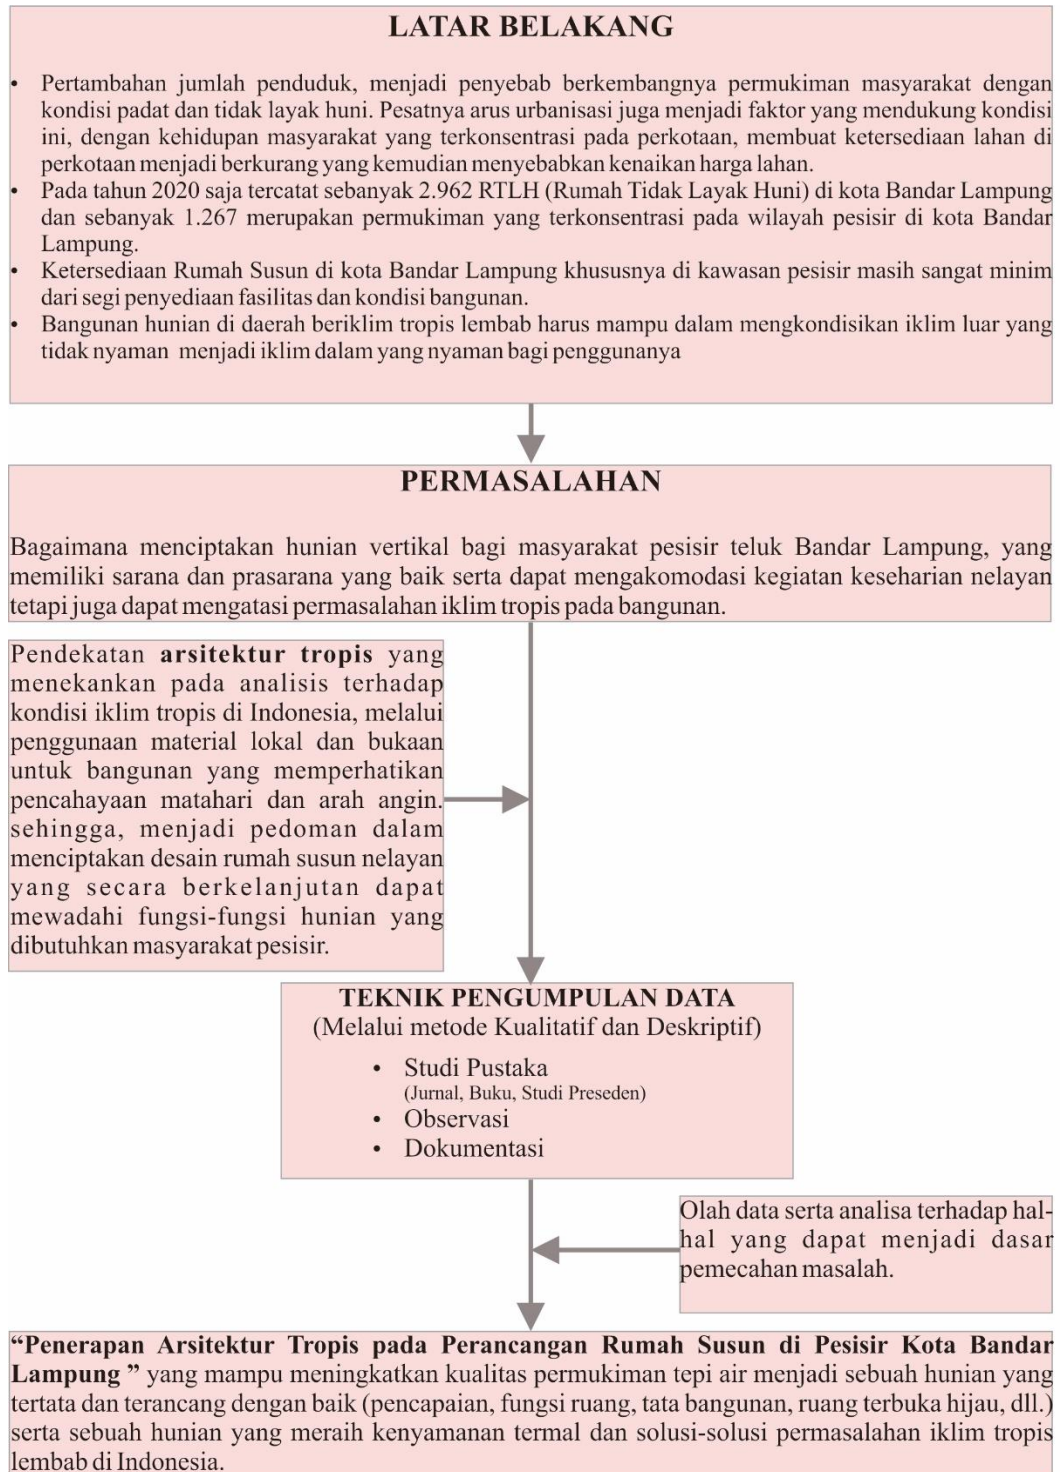 LATAR BELAKANG
• Pertambahan jumlah penduduk, menjadi penyebab berkembangnya permukiman masyarakat dengan
kondisi padat dan tidak layak huni. Pesatnya arus urbanisasi juga menjadi faktor yang mendukung kondisi
ini, dengan kehidupan masyarakat yang terkonsentrasi pada perkotaan, membuat ketersediaan lahan di
perkotaan menjadi berkurang yang kemudian menyebabkan kenaikan harga lahan.
• Pada tahun 2020 saja tercatat sebanyak 2.962 RTLH (Rumah Tidak Layak Huni) di kota Bandar Lampung
dan sebanyak 1.267 merupakan permukiman yang terkonsentrasi pada wilayah pesisir di kota Bandar
Lampung.
• Ketersediaan Rumah Susun di kota Bandar Lampung khususnya di kawasan pesisir masih sangat minim
dari segi penyediaan fasilitas dan kondisi bangunan.
• Bangunan hunian di daerah beriklim tropis lembab harus mampu dalam mengkondisikan iklim luar yang
tidak nyaman menjadi iklim dalam yang nyaman bagi penggunanya
PERMASALAHAN
Bagaimana menciptakan hunian vertikal bagi masyarakat pesisir teluk Bandar Lampung, yang
memiliki sarana dan prasarana yang baik serta dapat mengakomodasi kegiatan keseharian nelayan
tetapi juga dapat mengatasi permasalahan iklim tropis pada bangunan.
Pendekatan arsitektur tropis yang
menekankan pada analisis terhadap
kondisi iklim tropis di Indonesia, melalui
penggunaan material lokal dan bukaan
untuk bangunan yang memperhatikan
pencahayaan matahari dan arah angin.
sehingga, menjadi pedoman dalam
menciptakan desain rumah susun nelayan
yang secara berkelanjutan dapat
mewadahi fungsi-fungsi hunian yang
dibutuhkan masyarakat pesisir.
TEKNIK PENGUMPULAN DATA
(Melalui metode Kualitatif dan Deskriptif)
• Studi Pustaka
(Jurnal, Buku, Studi Preseden)
• Observasi
• Dokumentasi
Olah data serta analisa terhadap hal-
hal yang dapat menjadi dasar
pemecahan masalah.
“Penerapan Arsitektur Tropis pada Perancangan Rumah Susun di Pesisir Kota Bandar
Lampung ” yang mampu meningkatkan kualitas permukiman tepi air menjadi sebuah hunian yang
tertata dan terancang dengan baik (pencapaian, fungsi ruang, tata bangunan, ruang terbuka hijau, dll.)
serta sebuah hunian yang meraih kenyamanan termal dan solusi-solusi permasalahan iklim tropis
lembab di Indonesia.